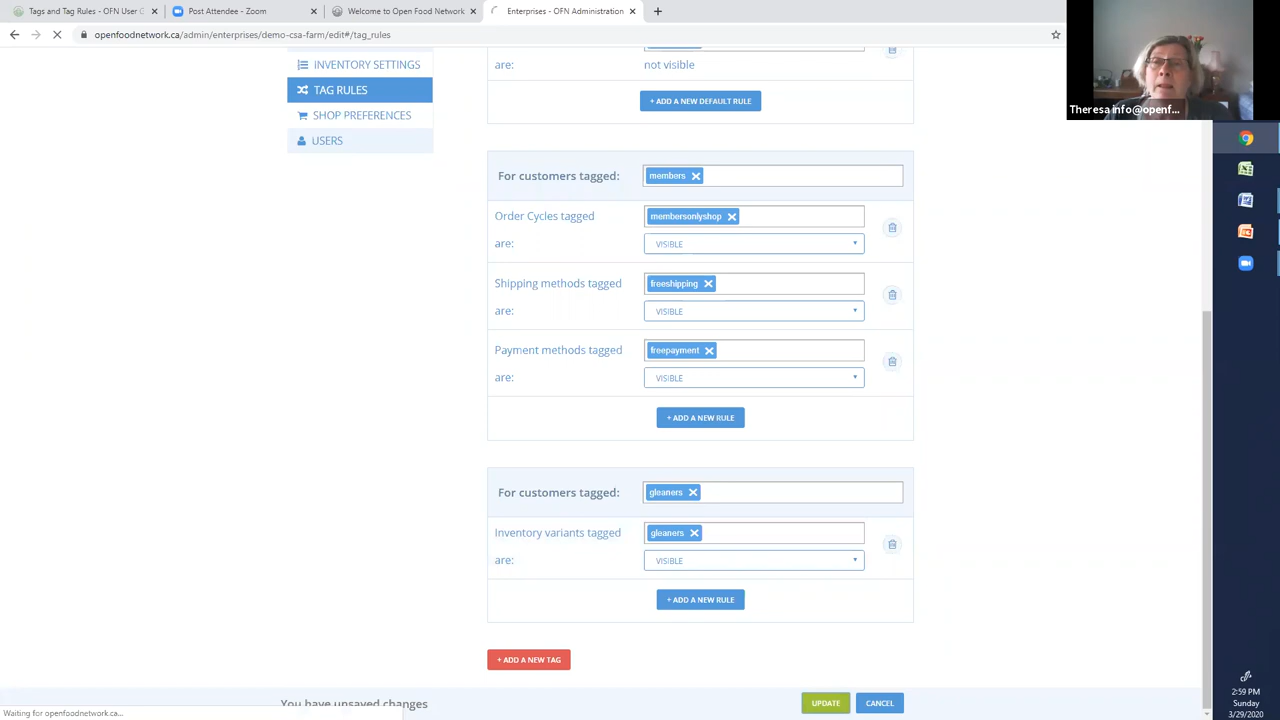 Tags and Tag Rules - OFN User G
Post Attendee - Zoom
Welcome to Open Food Network
Enterprises - OFN Administration
openfoodnetwork.ca/admin/enterprises/demo-csa-farm/edit#/tag_rules
Theresa info@openf...
INVENTORY SETTINGS
TAG RULES
SHOP PREFERENCES
USERS
are:
not visible
+ ADD A NEW DEFAULT RULE
For customers tagged:
members
Order Cycles tagged
membersonlyshop
are:
VISIBLE
Shipping methods tagged
freeshipping
are:
VISIBLE
Payment methods tagged
freepayment
are:
VISIBLE
+ ADD A NEW RULE
For customers tagged:
gleaners
Inventory variants tagged
gleaners
are:
VISIBLE
+ ADD A NEW RULE
+ ADD A NEW TAG
You have unsaved changes
UPDATE
CANCEL
Waiting for openfoodnetwork.ca...
2:59 PM
Sunday
3/29/2020